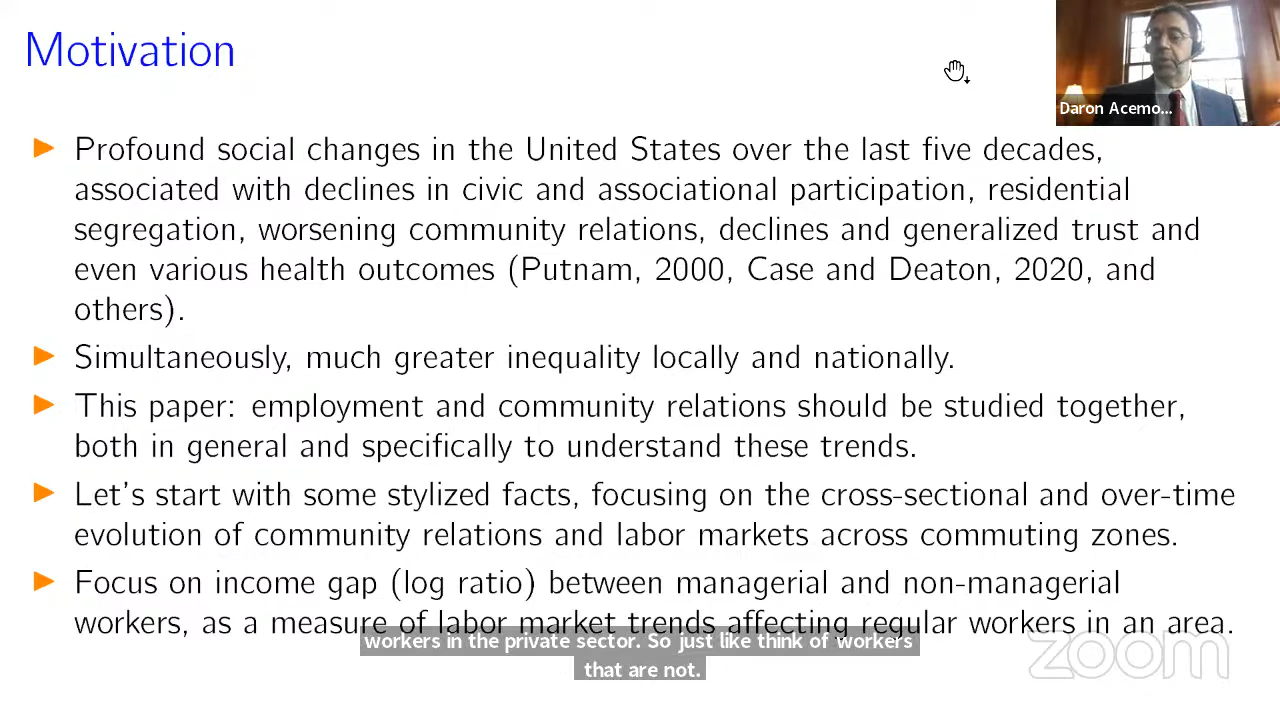 Motivation
Daron Acemo...
Profound social changes in the United States over the last five decades,
associated with declines in civic and associational participation, residential
segregation, worsening community relations, declines and generalized trust and
even various health outcomes (Putnam, 2000, Case and Deaton, 2020, and
others).
Simultaneously, much greater inequality locally and nationally.
This paper: employment and community relations should be studied together,
both in general and specifically to understand these trends.
Let's start with some stylized facts, focusing on the cross-sectional and over-time
evolution of community relations and labor markets across commuting zones.
Focus on income gap (log ratio) between managerial and non-managerial
workers, as a measure of labor market trends affecting regular workers in an area.
workers in the private sector. So just like think of workers
that are not.
zoom